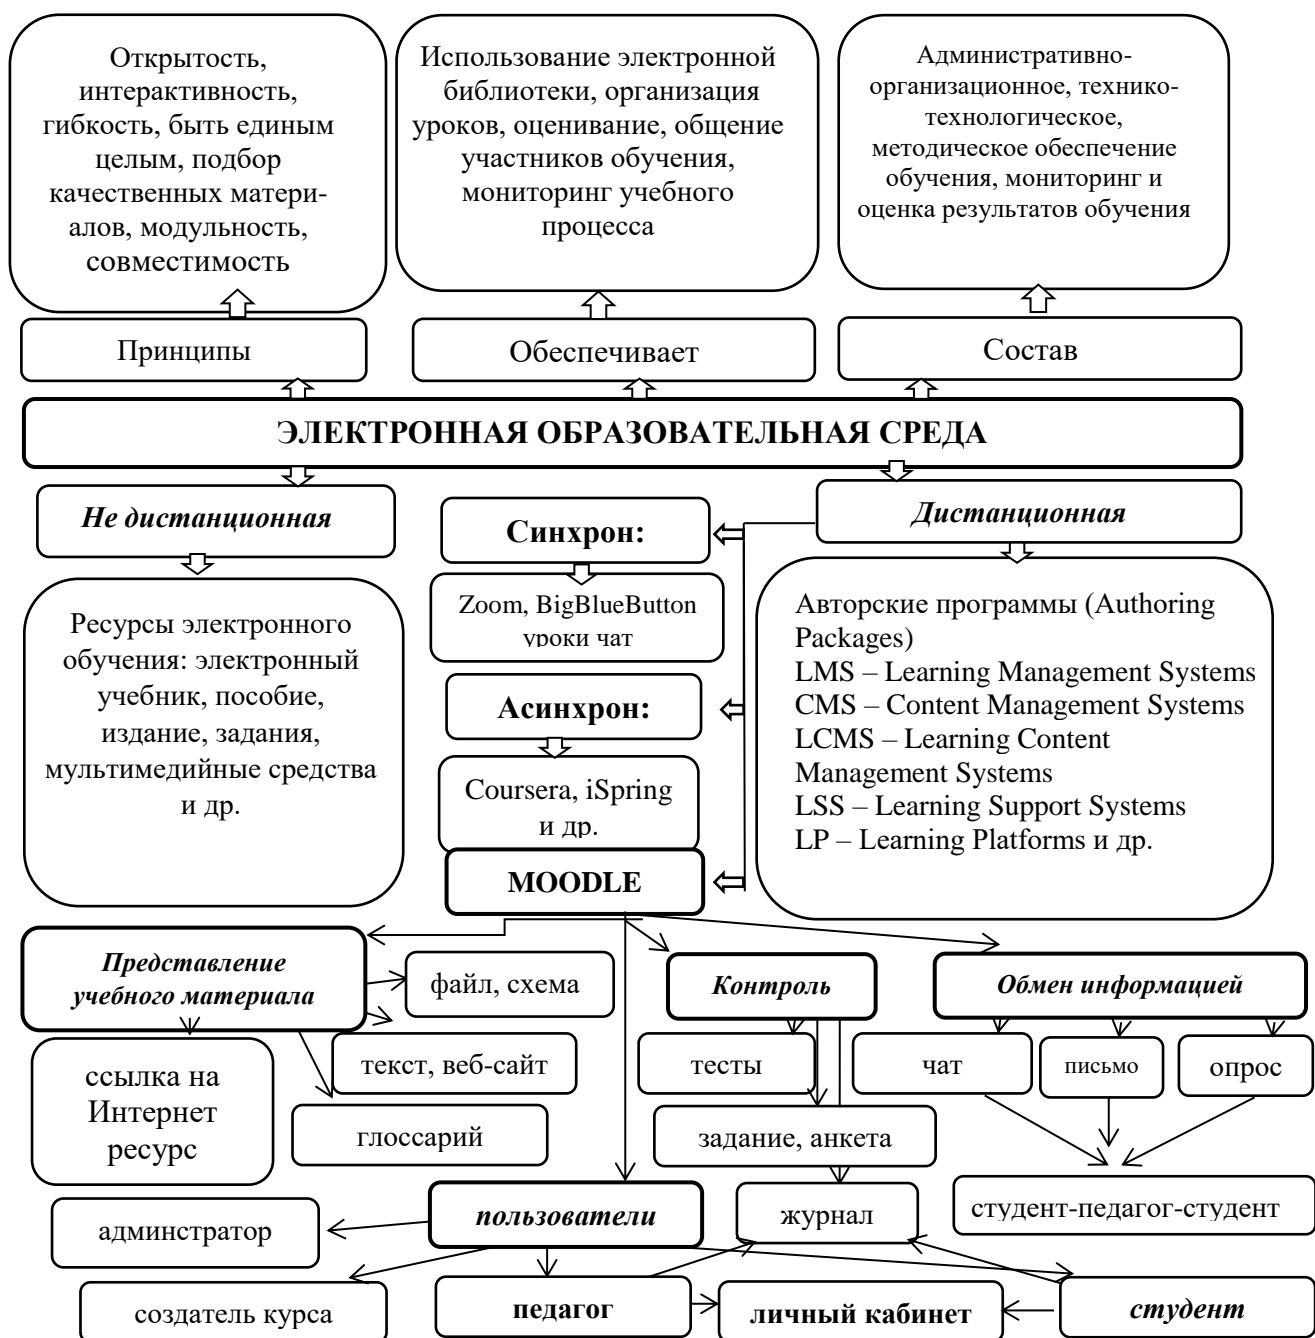 Открытость,
интерактивность,
гибкость, быть единым
целым, подбор
качественных матери-
алов, модульность,
совместимость
Использование электронной
библиотеки, организация
уроков, оценивание, общение
участников обучения,
мониторинг учебного
процесса
Административно-
организационное, технико-
технологическое,
методическое обеспечение
обучения, мониторинг и
оценка результатов обучения
Принципы
Обеспечивает
Состав
ЭЛЕКТРОННАЯ ОБРАЗОВАТЕЛЬНАЯ СРЕДА
Не дистанционная
Синхрон:
Дистанционная
Zoom, BigBlueButton
уроки чат
Ресурсы электронного
обучения: электронный
учебник, пособие,
издание, задания,
мультимедийные средства
и др.
Асинхрон:
Coursera, iSpring
и др.
Авторские программы (Authoring
Packages)
LMS – Learning Management Systems
CMS – Content Management Systems
LCMS – Learning Content
Management Systems
LSS – Learning Support Systems
LP – Learning Platforms и др.
MOODLE
Представление
учебного материала
файл, схема
Контроль
Обмен информацией
текст, веб-сайт
тесты
чат
письмо
опрос
ссылка на
Интернет
ресурс
глоссарий
задание, анкета
админстратор
пользователи
журнал
студент-педагог-студент
создатель курса
педагог
личный кабинет
студент